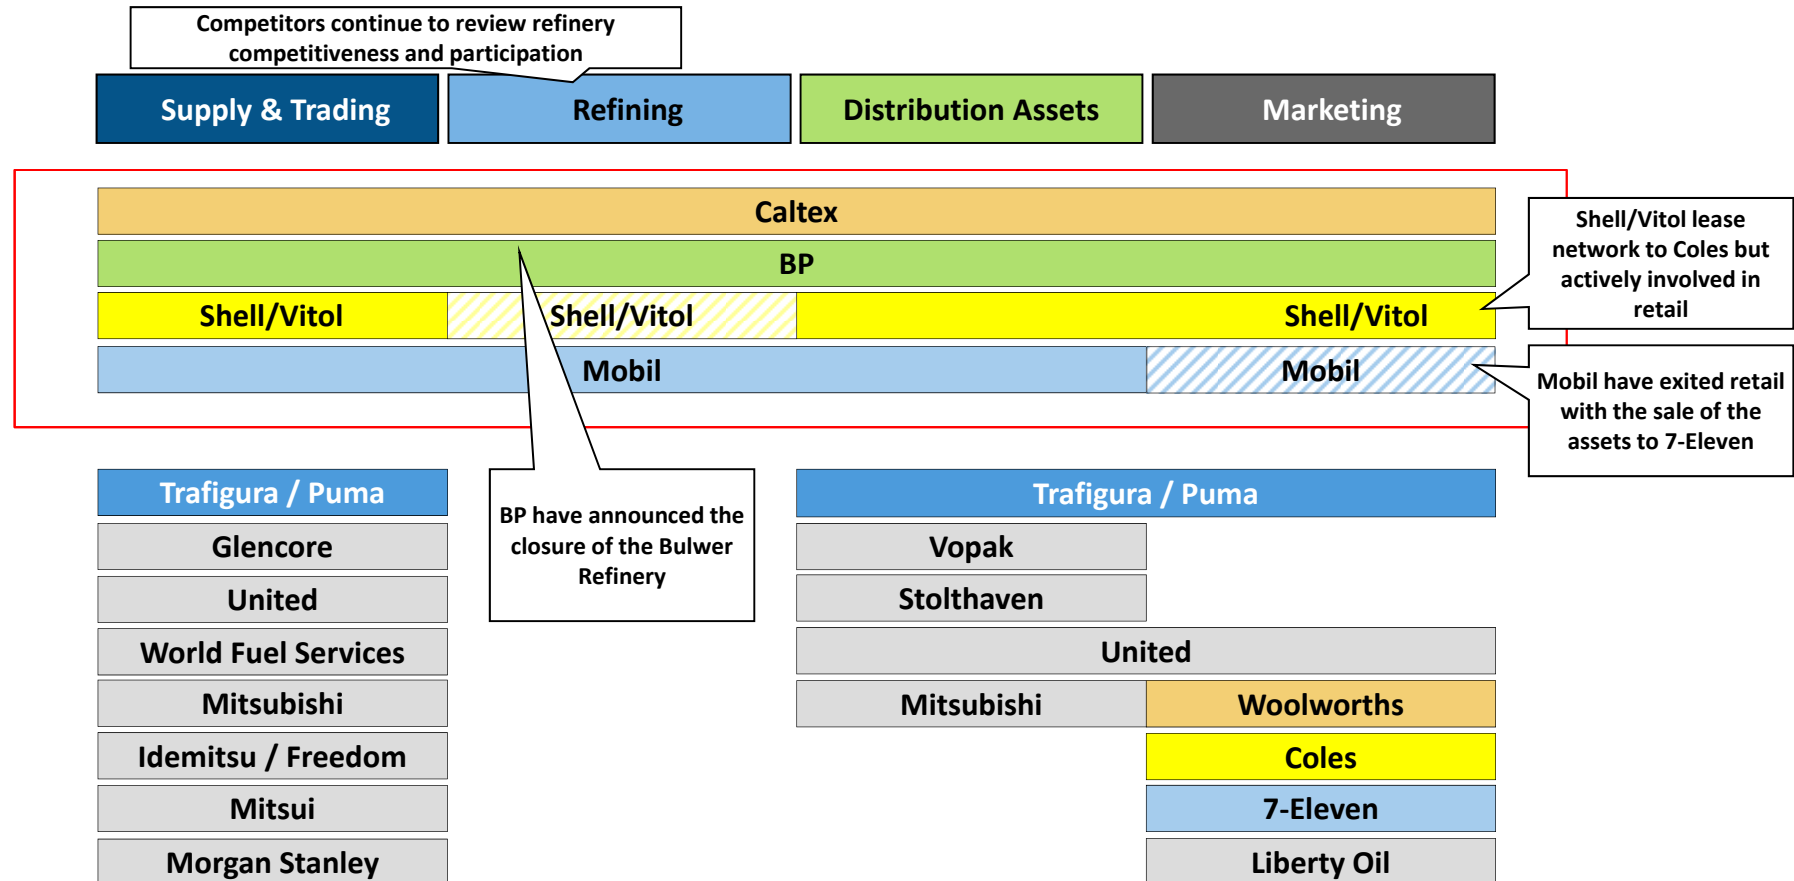 Competitors continue to review refinery
competitiveness and participation
Supply & Trading
Refining
Distribution Assets
Marketing
Caltex
BP
Shell/Vitol
Shell/Vitol
Shell/Vitol
Mobil
Mobil
Shell/Vitol lease
network to Coles but
actively involved in
retail
Mobil have exited retail
with the sale of the
assets to 7-Eleven
BP have announced the
closure of the Bulwer
Refinery
Trafigura / Puma
Glencore
United
World Fuel Services
Mitsubishi
Idemitsu / Freedom
Mitsui
Morgan Stanley
Trafigura / Puma
Vopak
Stolthaven
United
Mitsubishi
Woolworths
Coles
7-Eleven
Liberty Oil